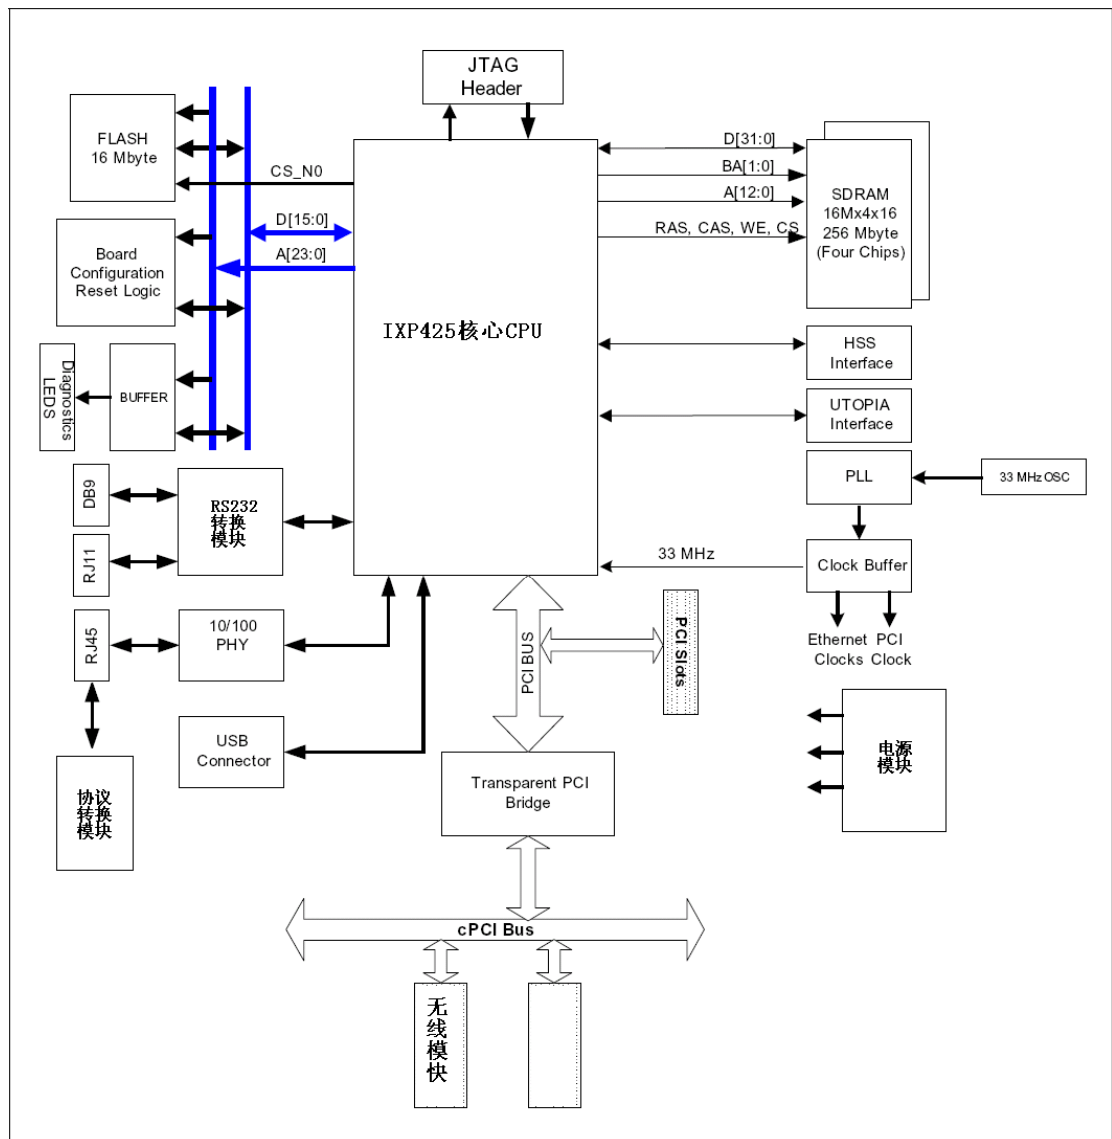 JTAG
Header
FLASH
16 Mbyte
CS_N0
D[15:0]
A[23:0]
Board
Configuration
Reset Logic
Diagnostics
LEDS
BUFFER
IXP425核心CPU
D[31:0]
BA[1:0]
A[12:0]
RAS, CAS, WE, CS
SDRAM
16Mx4x16
256 Mbyte
(Four Chips)
HSS
Interface
UTOPIA
Interface
PLL
33 MHz OSC
33 MHz
Clock Buffer
Ethernet PCI
Clocks Clock
DB9
RJ11
RS232
转换
模块
RJ45
10/100
PHY
USB
Connector
协议
转换
模块
PCI BUS
PCI Slots
电源
模块
Transparent PCI
Bridge
cPCI Bus
无线模快